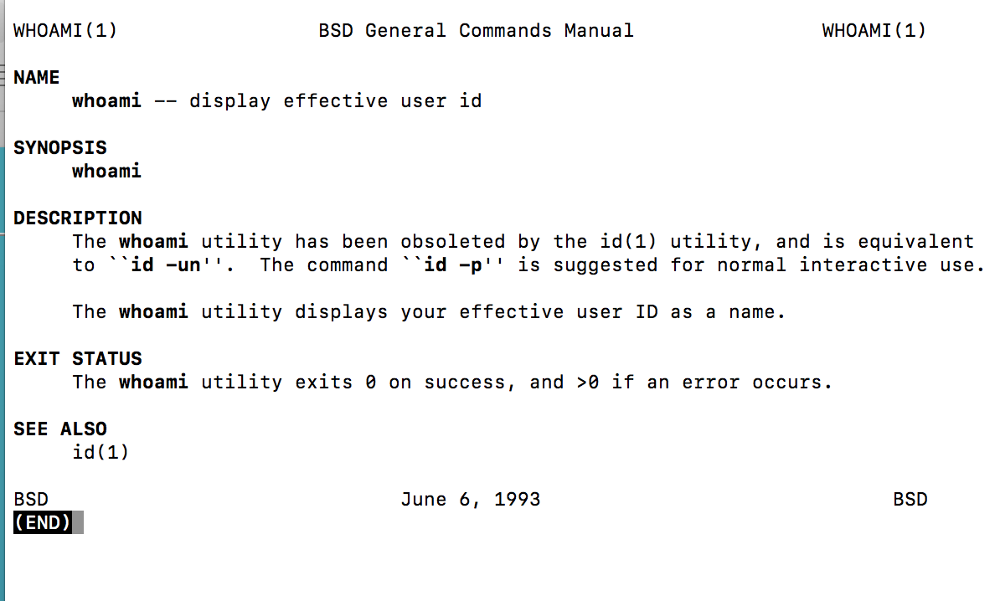 WHOAMI(1) BSD General Commands Manual WHOAMI(1)
NAME
whoami -- display effective user id
SYNOPSIS
whoami
DESCRIPTION
The whoami utility has been obsoleted by the id(1) utility, and is equivalent
to ``id -un''. The command ``id -p'' is suggested for normal interactive use.
The whoami utility displays your effective user ID as a name.
EXIT STATUS
The whoami utility exits 0 on success, and >0 if an error occurs.
SEE ALSO
id(1)
BSD June 6, 1993 BSD
(END)